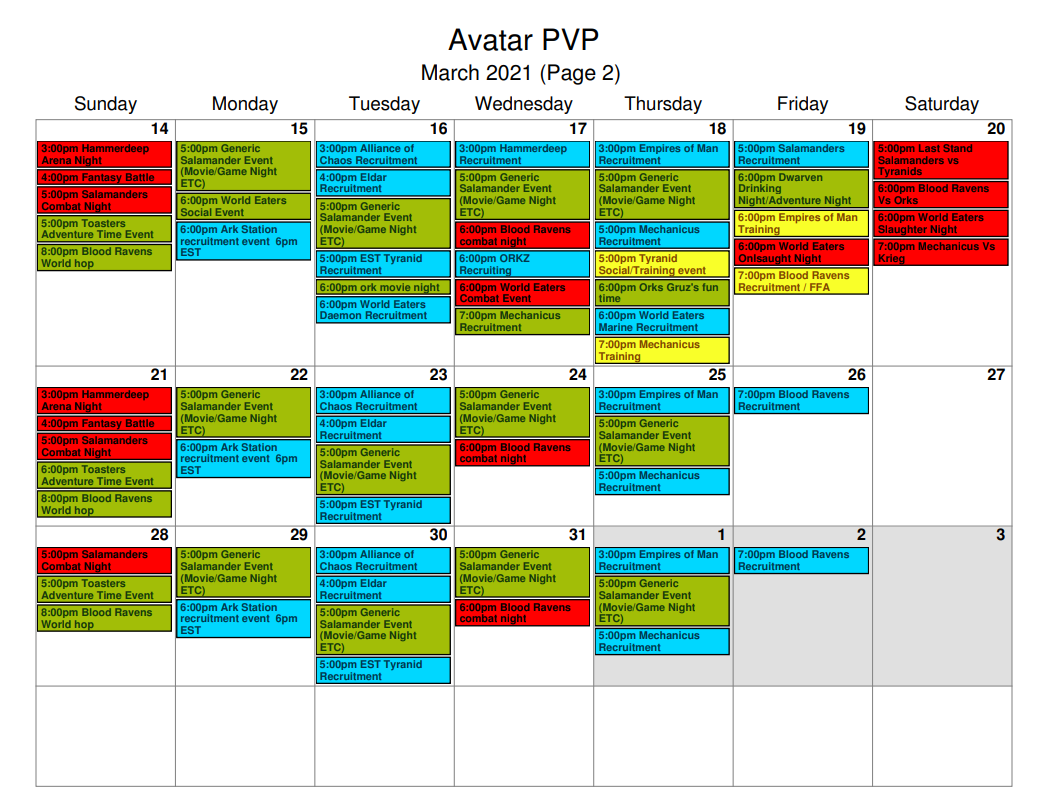 Avatar PVP
March 2021 (Page 2)
Sunday
Monday
Tuesday
Wednesday
Thursday
Friday
Saturday
14
3:00pm Hammerdeep
Arena Night
4:00pm Fantasy Battle
5:00pm Salamanders
Combat Night
5:00pm Toasters
Adventure Time Event
8:00pm Blood Ravens
World hop
15
5:00pm Generic
Salamander Event
(Movie/Game Night
ETC)
6:00pm World Eaters
Social Event
6:00pm Ark Station
recruitment event 6pm
EST
16
3:00pm Alliance of
Chaos Recruitment
4:00pm Eldar
Recruitment
5:00pm Generic
Salamander Event
(Movie/Game Night
ETC)
5:00pm EST Tyranid
Recruitment
6:00pm ork movie night
6:00pm World Eaters
Daemon Recruitment
17
3:00pm Hammerdeep
Recruitment
5:00pm Generic
Salamander Event
(Movie/Game Night
ETC)
6:00pm Blood Ravens
combat night
6:00pm ORKZ
Recruiting
6:00pm World Eaters
Combat Event
7:00pm Mechanicus
Recruitment
18
3:00pm Empires of Man
Recruitment
5:00pm Generic
Salamander Event
(Movie/Game Night
ETC)
5:00pm Mechanicus
Recruitment
5:00pm Tyranid
Social/Training event
6:00pm Orks Gruz's fun
time
6:00pm World Eaters
Marine Recruitment
7:00pm Mechanicus
Training
19
5:00pm Salamanders
Recruitment
6:00pm Dwarven
Drinking
Night/Adventure Night
6:00pm Empires of Man
Training
6:00pm World Eaters
Onlsaught Night
7:00pm Blood Ravens
Recruitment / FFA
20
5:00pm Last Stand
Salamanders vs
Tyranids
6:00pm Blood Ravens
Vs Orks
6:00pm World Eaters
Slaughter Night
7:00pm Mechanicus Vs
Krieg
21
3:00pm Hammerdeep
Arena Night
4:00pm Fantasy Battle
5:00pm Salamanders
Combat Night
6:00pm Toasters
Adventure Time Event
8:00pm Blood Ravens
World hop
22
5:00pm Generic
Salamander Event
(Movie/Game Night
ETC)
6:00pm Ark Station
recruitment event 6pm
EST
23
3:00pm Alliance of
Chaos Recruitment
4:00pm Eldar
Recruitment
5:00pm Generic
Salamander Event
(Movie/Game Night
ETC)
5:00pm EST Tyranid
Recruitment
24
5:00pm Generic
Salamander Event
(Movie/Game Night
ETC)
6:00pm Blood Ravens
combat night
25
3:00pm Empires of Man
Recruitment
5:00pm Generic
Salamander Event
(Movie/Game Night
ETC)
5:00pm Mechanicus
Recruitment
26
7:00pm Blood Ravens
Recruitment
27
28
5:00pm Salamanders
Combat Night
5:00pm Toasters
Adventure Time Event
8:00pm Blood Ravens
World hop
29
5:00pm Generic
Salamander Event
(Movie/Game Night
ETC)
6:00pm Ark Station
recruitment event 6pm
EST
30
3:00pm Alliance of
Chaos Recruitment
4:00pm Eldar
Recruitment
5:00pm Generic
Salamander Event
(Movie/Game Night
ETC)
5:00pm EST Tyranid
Recruitment
31
5:00pm Generic
Salamander Event
(Movie/Game Night
ETC)
6:00pm Blood Ravens
combat night
1
3:00pm Empires of Man
Recruitment
5:00pm Generic
Salamander Event
(Movie/Game Night
ETC)
5:00pm Mechanicus
Recruitment
2
7:00pm Blood Ravens
Recruitment
3